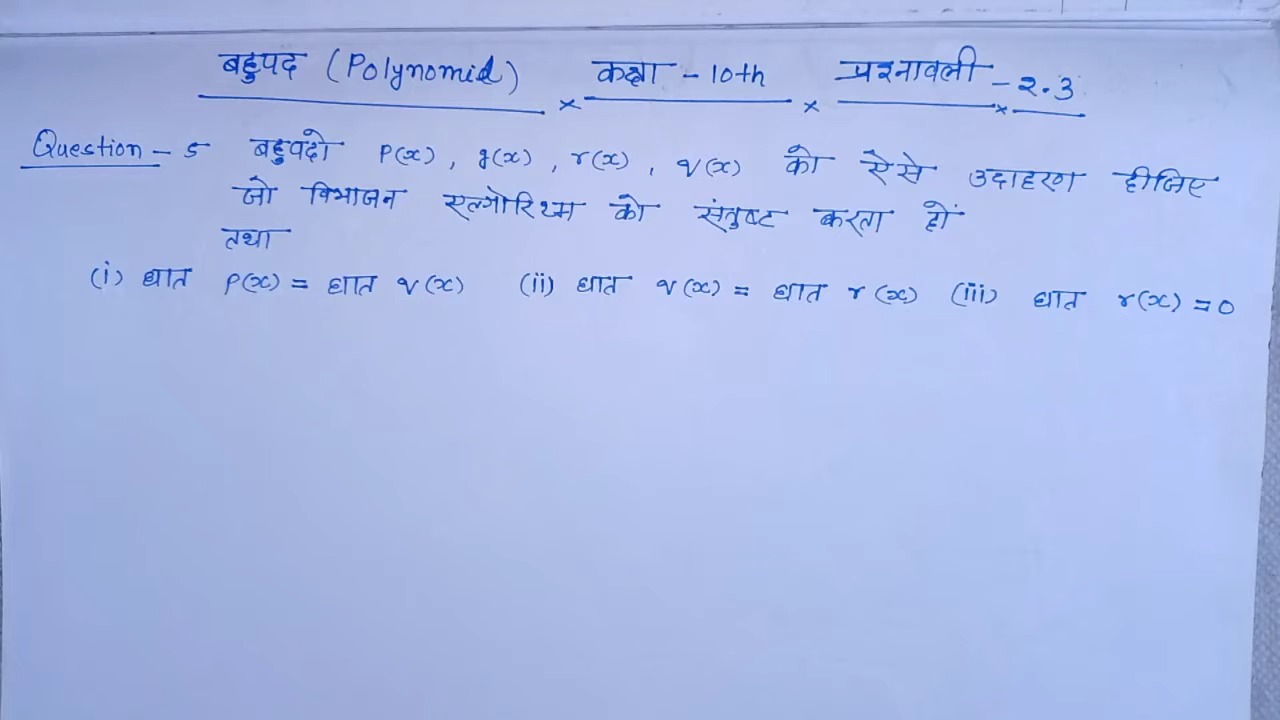 बहुपद (Polynomial) × कक्षा - 10th × प्रश्नावली - २.3
Question - 5 बहुपदो P(x), g(x), r(x), q(x) को ऐसे उदाहरण दीजिए
जो विभाजन एल्गोरिथ्म को संतुष्ट करता हों
तथा
(i) घात P(x) = घात q(x) (ii) घात q(x) = घात r(x) (iii) घात r(x) = 0